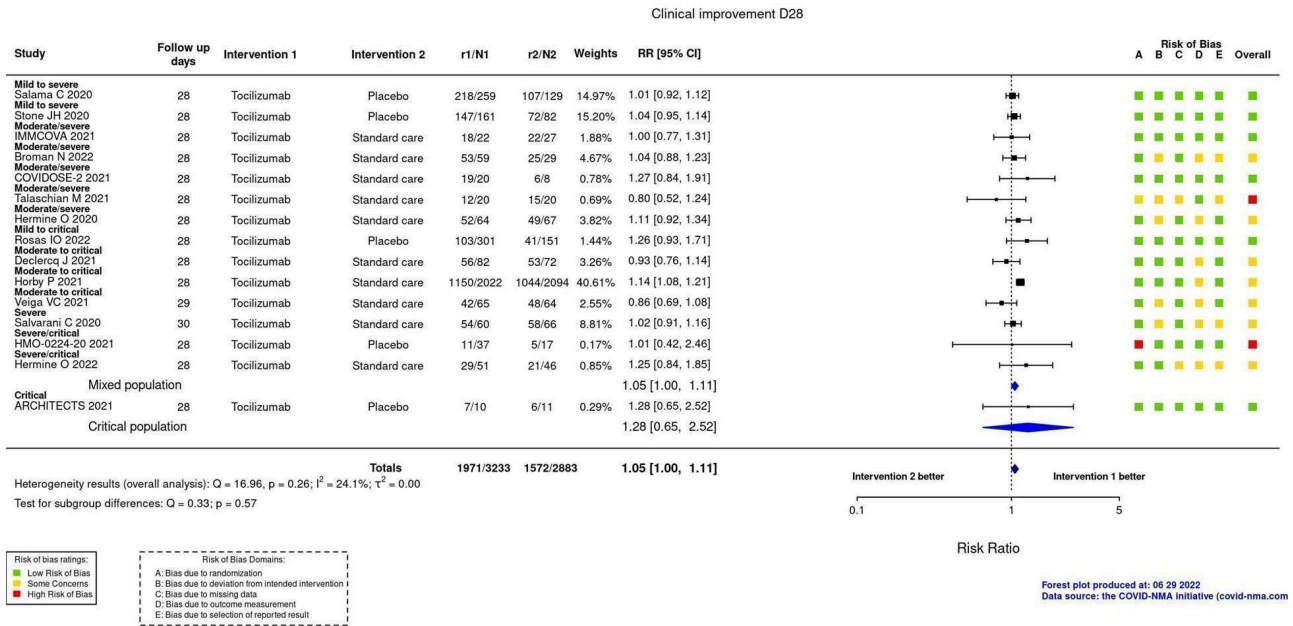 Clinical improvement D28
Study Follow up days Intervention 1 Intervention 2 r1/N1 r2/N2 Weights RR [95% CI] Risk of Bias A B C D E Overall
Mild to severe
Salama C 2020 28 Tocilizumab Placebo 218/259 107/129 14.97% 1.01 [0.92, 1.12]
Mild to severe
Stone JH 2020 28 Tocilizumab Placebo 147/161 72/82 15.20% 1.04 [0.95, 1.14]
Moderate/severe
IMMCOVA 2021 28 Tocilizumab Standard care 18/22 22/27 1.88% 1.00 [0.77, 1.31]
Moderate/severe
Broman N 2022 28 Tocilizumab Standard care 53/59 25/29 4.67% 1.04 [0.88, 1.23]
Moderate/severe
COVIDOSE-2 2021 28 Tocilizumab Standard care 19/20 6/8 0.78% 1.27 [0.84, 1.91]
Moderate/severe
Talaschian M 2021 28 Tocilizumab Standard care 12/20 15/20 0.69% 0.80 [0.52, 1.24]
Moderate/severe
Hermine O 2020 28 Tocilizumab Standard care 52/64 49/67 3.82% 1.11 [0.92, 1.34]
Mild to critical
Rosas IO 2022 28 Tocilizumab Placebo 103/301 41/151 1.44% 1.26 [0.93, 1.71]
Moderate to critical
Declercq J 2021 28 Tocilizumab Standard care 56/82 53/72 3.26% 0.93 [0.76, 1.14]
Moderate to critical
Horby P 2021 28 Tocilizumab Standard care 1150/2022 1044/2094 40.61% 1.14 [1.08, 1.21]
Moderate to critical
Veiga VC 2021 29 Tocilizumab Standard care 42/65 48/64 2.55% 0.86 [0.69, 1.08]
Severe
Salvarani C 2020 30 Tocilizumab Standard care 54/60 58/66 8.81% 1.02 [0.91, 1.16]
Severe/critical
HMO-0224-20 2021 28 Tocilizumab Placebo 11/37 5/17 0.17% 1.01 [0.42, 2.46]
Severe/critical
Hermine O 2022 28 Tocilizumab Standard care 29/51 21/46 0.85% 1.25 [0.84, 1.85]
Mixed population 1.05 [1.00, 1.11]
Critical
ARCHITECTS 2021 28 Tocilizumab Placebo 7/10 6/11 0.29% 1.28 [0.65, 2.52]
Critical population 1.28 [0.65, 2.52]
Totals 1971/3233 1572/2883 1.05 [1.00, 1.11]
Heterogeneity results (overall analysis): Q = 16.96, p = 0.26; I² = 24.1%; τ² = 0.00
Test for subgroup differences: Q = 0.33; p = 0.57
Intervention 2 better Intervention 1 better
0.1 1 5
Risk Ratio
Risk of bias ratings:
Low Risk of Bias
Some Concerns
High Risk of Bias
Risk of Bias Domains:
A: Bias due to randomization
B: Bias due to deviation from intended intervention
C: Bias due to missing data
D: Bias due to outcome measurement
E: Bias due to selection of reported result
Forest plot produced at: 06 29 2022
Data source: the COVID-NMA initiative (covid-nma.com